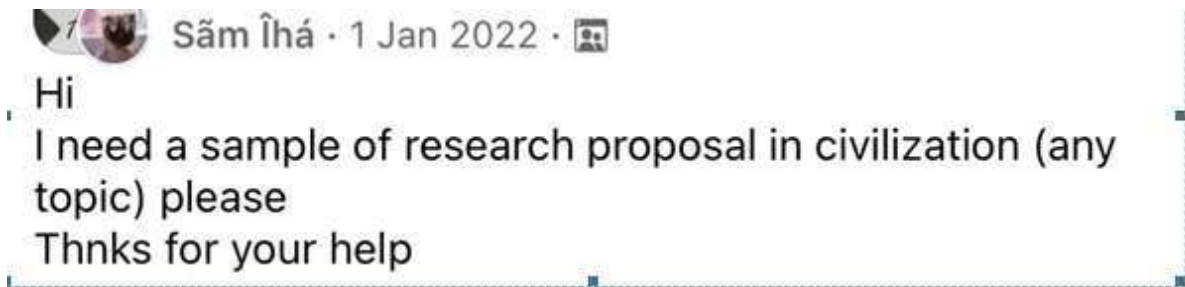 Sãm Îhá · 1 Jan 2022 ·
Hi
I need a sample of research proposal in civilization (any
topic) please
Thnks for your help